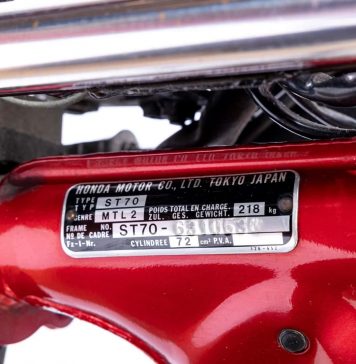 HONDA MOTOR CO., LTD. TOKYO JAPAN
TYPE
TYP ST70
GENRE MTL2 POIDS TOTAL EN CHARGE. ZUL. GES. GEWICHT. 218 kg
FRAME NO.
NO. DE CADRE ST70-
Fz-I-Nr. CYLINDREE 72 cm³ P.V.A.